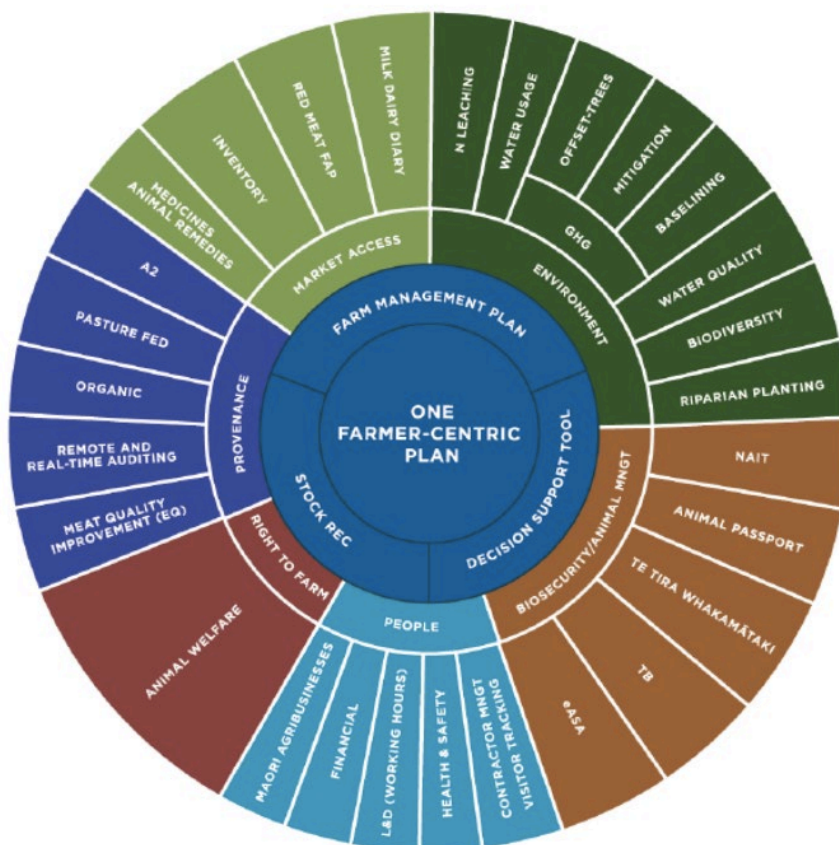 ONE
FARMER-CENTRIC
PLAN
FARM MANAGEMENT PLAN
DECISION SUPPORT TOOL
STOCK REC
ENVIRONMENT
N LEACHING
WATER USAGE
GHG
OFFSET-TREES
MITIGATION
BASELINING
WATER QUALITY
BIODIVERSITY
RIPARIAN PLANTING
BIOSECURITY/ANIMAL MNGT
NAIT
ANIMAL PASSPORT
TE TIRA WHAKAMĀTAKI
TB
eASA
PEOPLE
CONTRACTOR MNGT
VISITOR TRACKING
HEALTH & SAFETY
L&D (WORKING HOURS)
FINANCIAL
MAORI AGRIBUSINESSES
RIGHT TO FARM
ANIMAL WELFARE
PROVENANCE
MEAT QUALITY
IMPROVEMENT (EQ)
REMOTE AND
REAL-TIME AUDITING
ORGANIC
PASTURE FED
A2
MARKET ACCESS
MEDICINES
ANIMAL REMEDIES
INVENTORY
RED MEAT FAP
MILK DAIRY DIARY